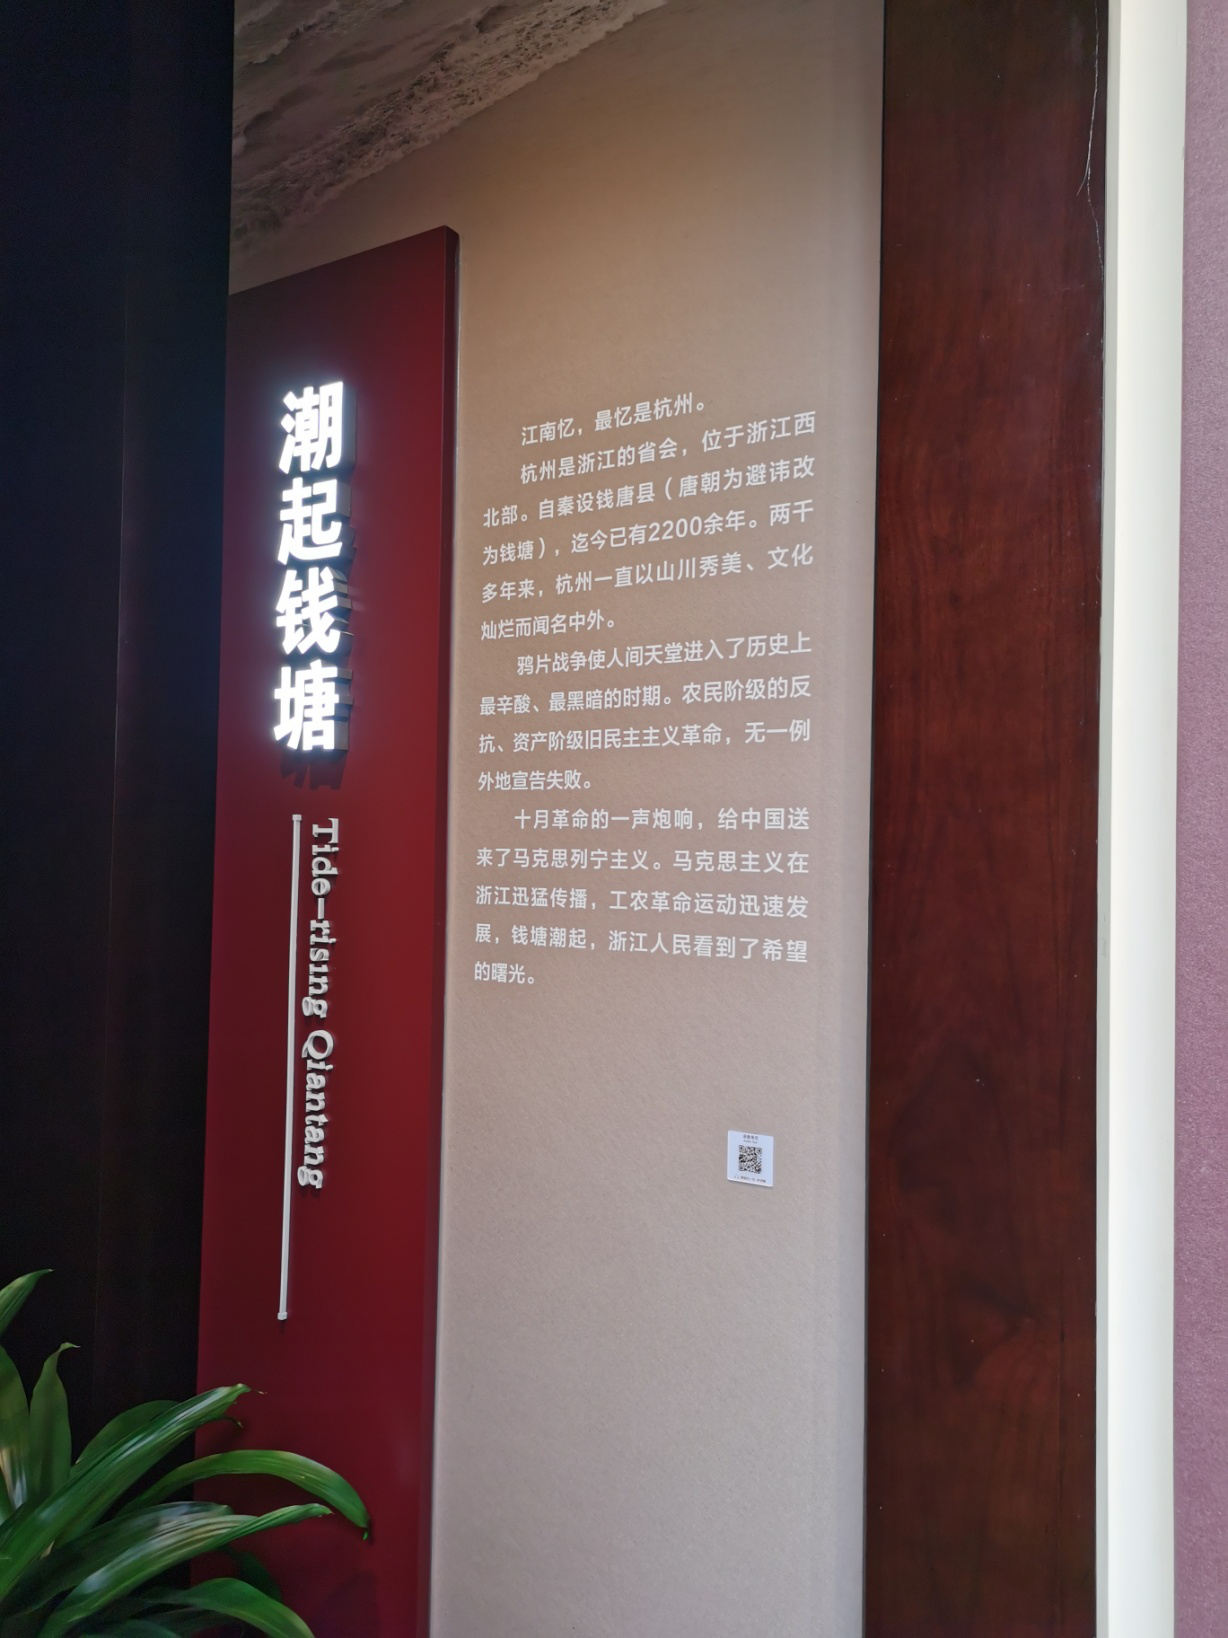 潮起钱塘
Tide-rising Qiantang
江南忆，最忆是杭州。
杭州是浙江的省会，位于浙江西
北部。自秦设钱唐县（唐朝为避讳改
为钱塘），迄今已有2200余年。两千
多年来，杭州一直以山川秀美、文化
灿烂而闻名中外。
鸦片战争使人间天堂进入了历史上
最辛酸、最黑暗的时期。农民阶级的反
抗、资产阶级旧民主主义革命，无一例
外地宣告失败。
十月革命的一声炮响，给中国送
来了马克思列宁主义。马克思主义在
浙江迅猛传播，工农革命运动迅速发
展，钱塘潮起，浙江人民看到了希望
的曙光。